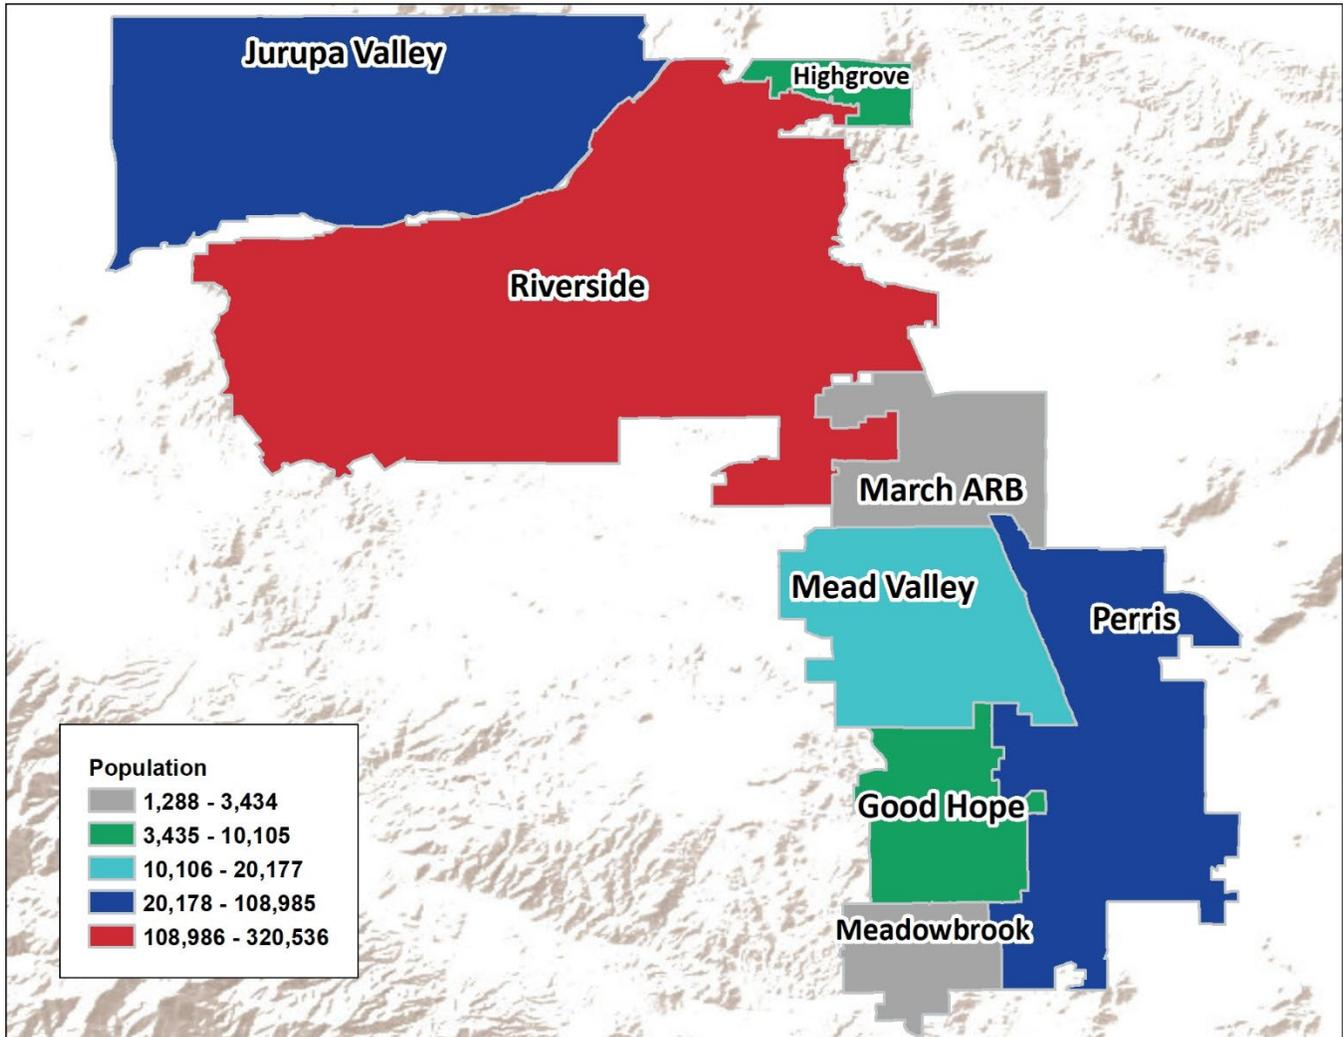 Jurupa Valley
Highgrove
Riverside
March ARB
Mead Valley
Perris
Good Hope
Meadowbrook
Population
1,288 - 3,434
3,435 - 10,105
10,106 - 20,177
20,178 - 108,985
108,986 - 320,536